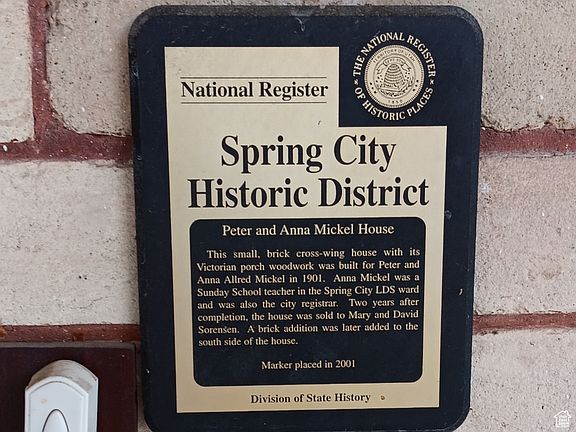 National Register
THE NATIONAL REGISTER
OF HISTORIC PLACES
Spring City
Historic District
Peter and Anna Mickel House
This small, brick cross-wing house with its
Victorian porch woodwork was built for Peter and
Anna Allred Mickel in 1901. Anna Mickel was a
Sunday School teacher in the Spring City LDS ward
and was also the city registrar. Two years after
completion, the house was sold to Mary and David
Sorensen. A brick addition was later added to the
south side of the house.
Marker placed in 2001
Division of State History